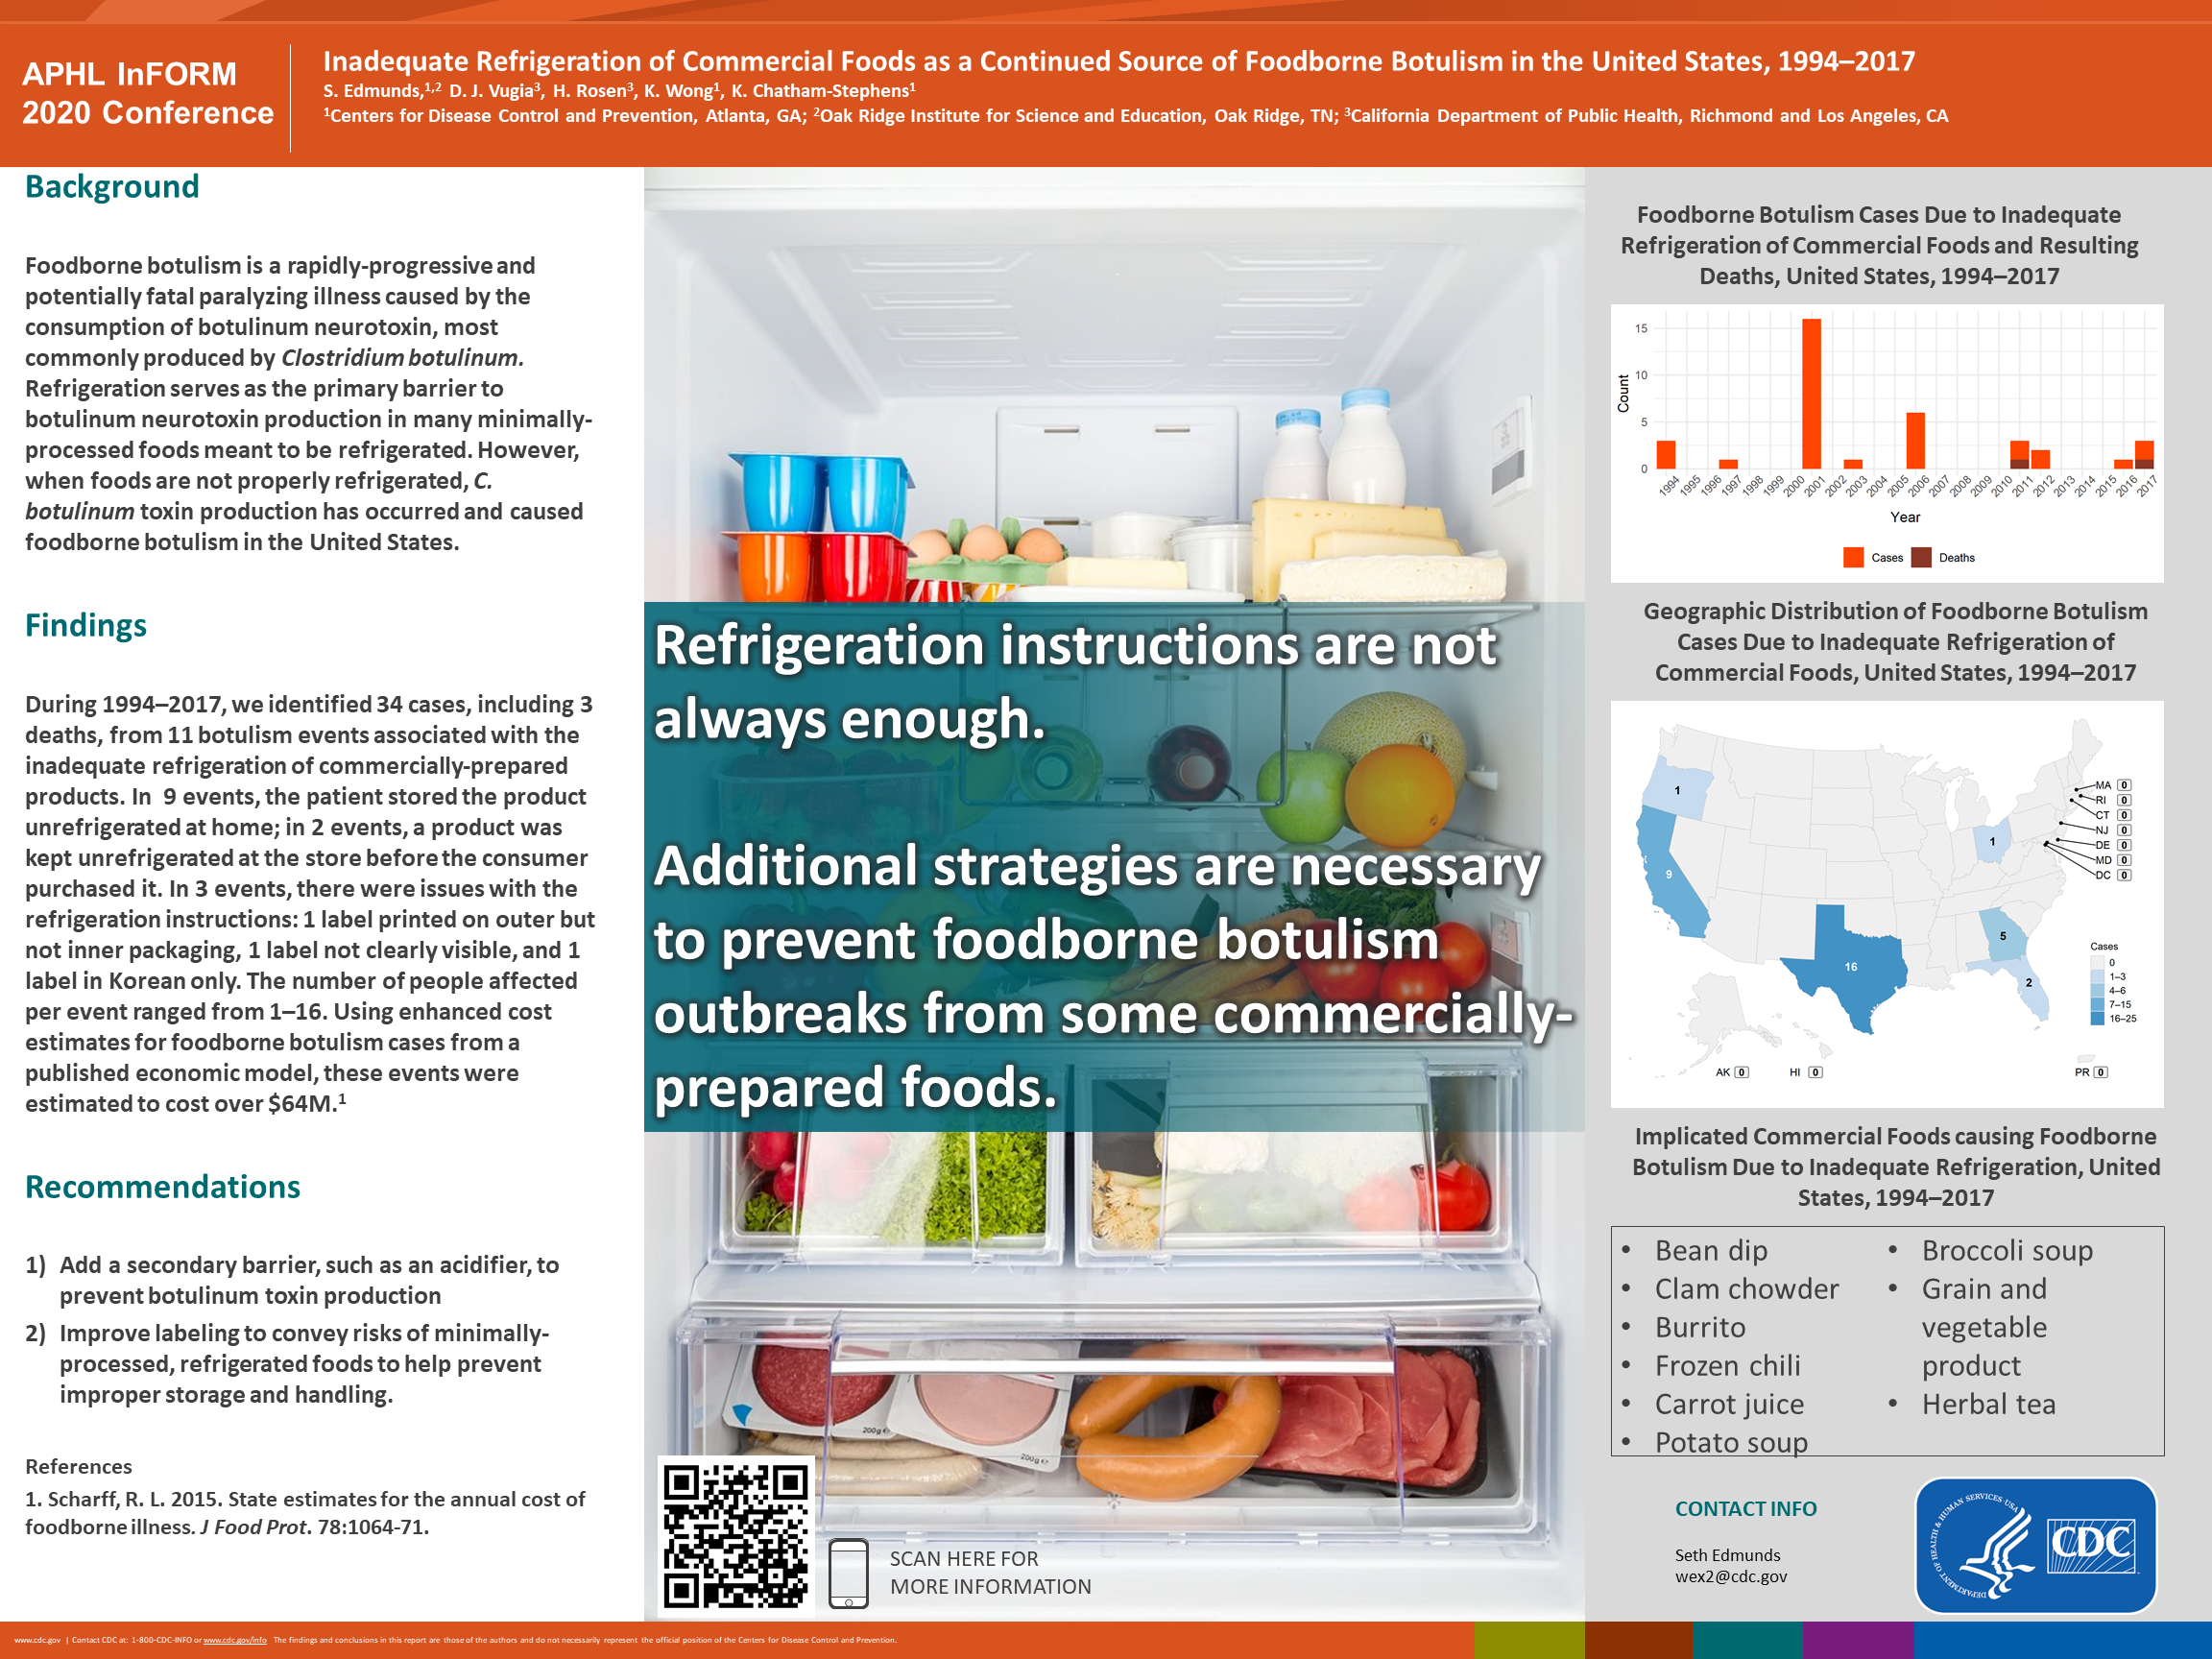 APHL InFORM
2020 Conference
Inadequate Refrigeration of Commercial Foods as a Continued Source of Foodborne Botulism in the United States, 1994–2017
S. Edmunds,1,2 D. J. Vugia3, H. Rosen3, K. Wong1, K. Chatham-Stephens1
1Centers for Disease Control and Prevention, Atlanta, GA; 2Oak Ridge Institute for Science and Education, Oak Ridge, TN; 3California Department of Public Health, Richmond and Los Angeles, CA
Background
Foodborne botulism is a rapidly-progressive and
potentially fatal paralyzing illness caused by the
consumption of botulinum neurotoxin, most
commonly produced by Clostridium botulinum.
Refrigeration serves as the primary barrier to
botulinum neurotoxin production in many minimally-
processed foods meant to be refrigerated. However,
when foods are not properly refrigerated, C.
botulinum toxin production has occurred and caused
foodborne botulism in the United States.
Findings
During 1994–2017, we identified 34 cases, including 3
deaths, from 11 botulism events associated with the
inadequate refrigeration of commercially-prepared
products. In 9 events, the patient stored the product
unrefrigerated at home; in 2 events, a product was
kept unrefrigerated at the store before the consumer
purchased it. In 3 events, there were issues with the
refrigeration instructions: 1 label printed on outer but
not inner packaging, 1 label not clearly visible, and 1
label in Korean only. The number of people affected
per event ranged from 1–16. Using enhanced cost
estimates for foodborne botulism cases from a
published economic model, these events were
estimated to cost over $64M.1
Recommendations
1) Add a secondary barrier, such as an acidifier, to
prevent botulinum toxin production
2) Improve labeling to convey risks of minimally-
processed, refrigerated foods to help prevent
improper storage and handling.
References
1. Scharff, R. L. 2015. State estimates for the annual cost of
foodborne illness. J Food Prot. 78:1064-71.
Refrigeration instructions are not
always enough.
Additional strategies are necessary
to prevent foodborne botulism
outbreaks from some commercially-
prepared foods.
200g e
200g e
SCAN HERE FOR
MORE INFORMATION
Foodborne Botulism Cases Due to Inadequate
Refrigeration of Commercial Foods and Resulting
Deaths, United States, 1994–2017
Count
15
10
5
0
1994 1995 1996 1997 1998 1999 2000 2001 2002 2003 2004 2005 2006 2007 2008 2009 2010 2011 2012 2013 2014 2015 2016 2017
Year
Cases Deaths
Geographic Distribution of Foodborne Botulism
Cases Due to Inadequate Refrigeration of
Commercial Foods, United States, 1994–2017
1
9
16
1
5
2
MA 0
RI 0
CT 0
NJ 0
DE 0
MD 0
DC 0
Cases
0
1–3
4–6
7–15
16–25
AK 0 HI 0 PR 0
Implicated Commercial Foods causing Foodborne
Botulism Due to Inadequate Refrigeration, United
States, 1994–2017
• Bean dip
• Clam chowder
• Burrito
• Frozen chili
• Carrot juice
• Potato soup
• Broccoli soup
• Grain and
vegetable
product
• Herbal tea
CONTACT INFO
Seth Edmunds
wex2@cdc.gov
DEPARTMENT OF HEALTH & HUMAN SERVICES·USA
CDC
www.cdc.gov | Contact CDC at: 1-800-CDC-INFO or www.cdc.gov/info The findings and conclusions in this report are those of the authors and do not necessarily represent the official position of the Centers for Disease Control and Prevention.